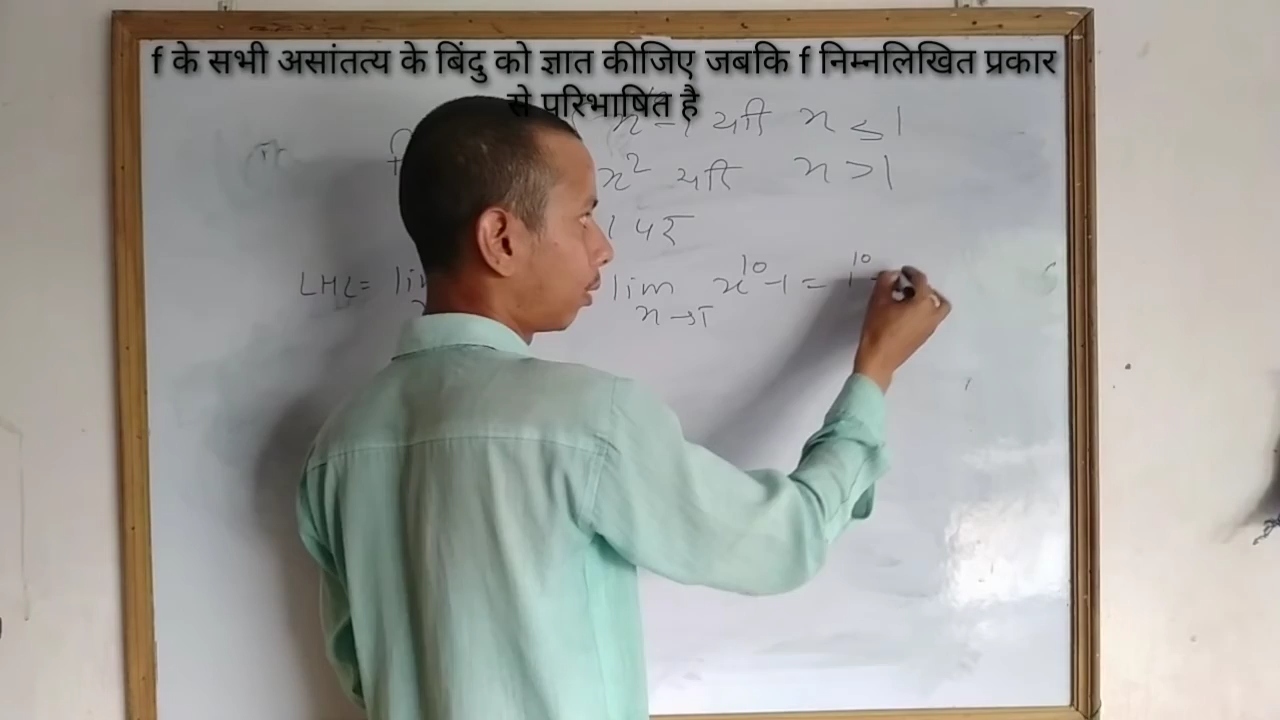 f के सभी असांतत्य के बिंदु को ज्ञात कीजिए जबकि f निम्नलिखित प्रकार
से परिभाषित है
-1 यदि x ≤ 1
x² यदि x > 1
1 पर
LHL = lim lim x¹⁰ - 1 = 1¹⁰ -
x → 1⁻